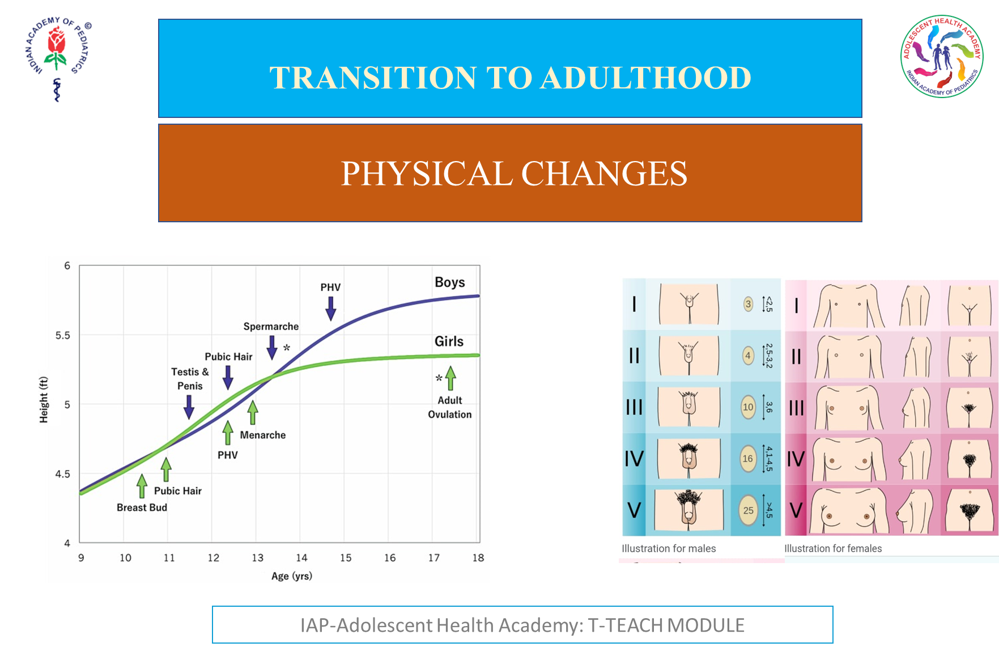 INDIAN ACADEMY OF PEDIATRICS ©
TRANSITION TO ADULTHOOD
ADOLESCENT HEALTH ACADEMY
INDIAN ACADEMY OF PEDIATRICS
PHYSICAL CHANGES
6
5.5
5
4.5
4
Height (ft)
9 10 11 12 13 14 15 16 17 18
Age (yrs)
Boys
PHV
Spermarche
*
Pubic Hair
Testis &
Penis
Girls
*
Adult
Ovulation
Menarche
PHV
Pubic Hair
Breast Bud
I 3 <2,5
II 4 2,5-3,2
III 10 3,6
IV 16 4,1-4,5
V 25 >4,5
Illustration for males
I
II
III
IV
V
Illustration for females
IAP-Adolescent Health Academy: T-TEACH MODULE